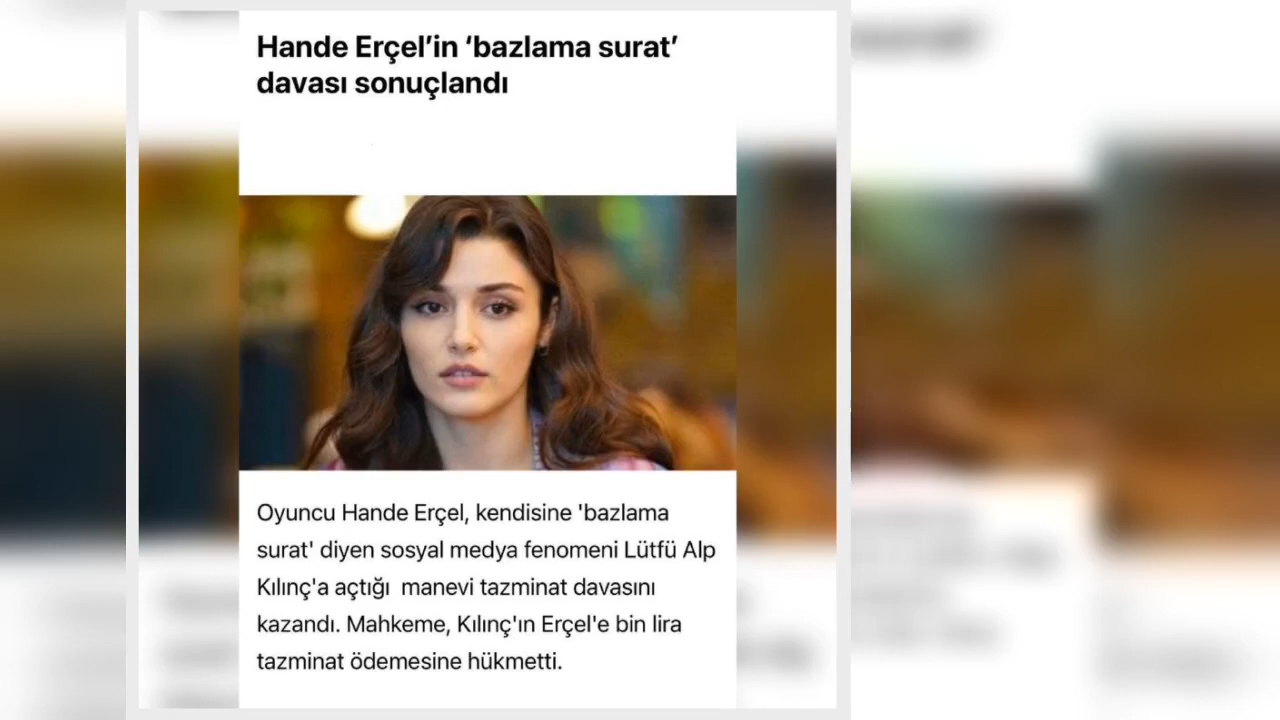 Hande Erçel’in ‘bazlama surat’
davası sonuçlandı
Oyuncu Hande Erçel, kendisine 'bazlama
surat' diyen sosyal medya fenomeni Lütfü Alp
Kılınç'a açtığı  manevi tazminat davasını
kazandı. Mahkeme, Kılınç'ın Erçel'e bin lira
tazminat ödemesine hükmetti.